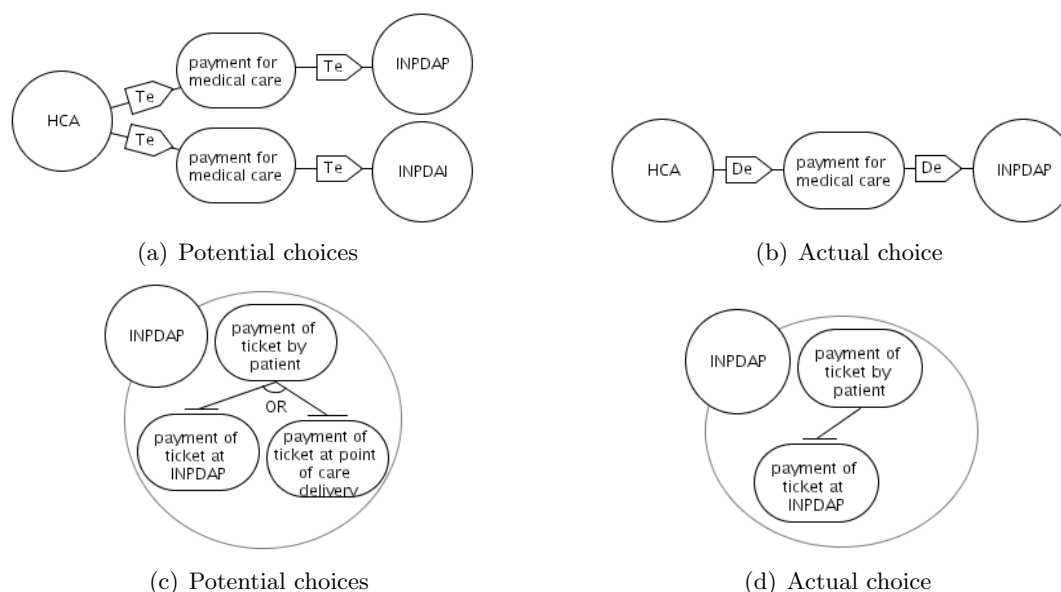 HCA
Te
payment for
medical care
Te
INPDAP
Te
payment for
medical care
Te
INPDAI
(a) Potential choices
HCA
De
payment for
medical care
De
INPDAP
(b) Actual choice
INPDAP
payment of
ticket by
patient
OR
payment of
ticket at
INPDAP
payment of
ticket at point
of care
delivery
(c) Potential choices
INPDAP
payment of
ticket by
patient
payment of
ticket at
INPDAP
(d) Actual choice